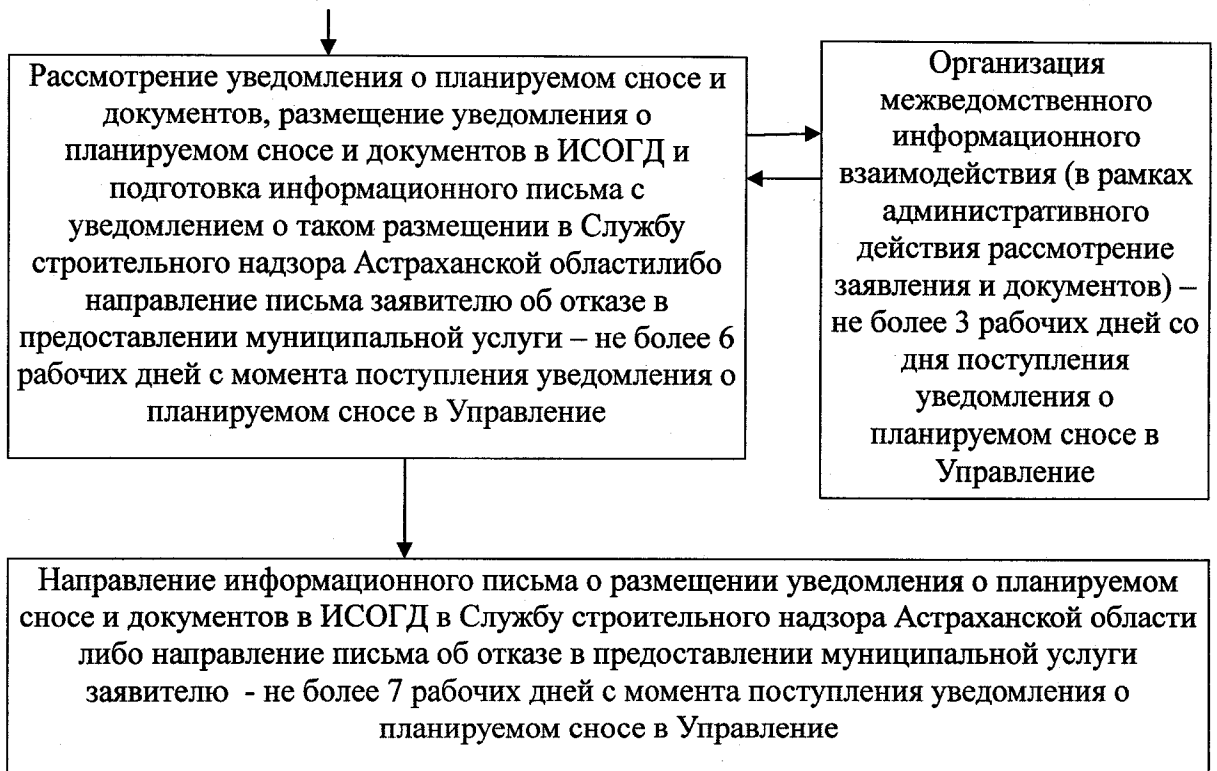 Рассмотрение уведомления о планируемом сносе и
документов, размещение уведомления о
планируемом сносе и документов в ИСОГД и
подготовка информационного письма с
уведомлением о таком размещении в Службу
строительного надзора Астраханской областилибо
направление письма заявителю об отказе в
предоставлении муниципальной услуги – не более 6
рабочих дней с момента поступления уведомления о
планируемом сносе в Управление
Организация
межведомственного
информационного
взаимодействия (в рамках
административного
действия рассмотрение
заявления и документов) –
не более 3 рабочих дней со
дня поступления
уведомления о
планируемом сносе в
Управление
Направление информационного письма о размещении уведомления о планируемом
сносе и документов в ИСОГД в Службу строительного надзора Астраханской области
либо направление письма об отказе в предоставлении муниципальной услуги
заявителю - не более 7 рабочих дней с момента поступления уведомления о
планируемом сносе в Управление